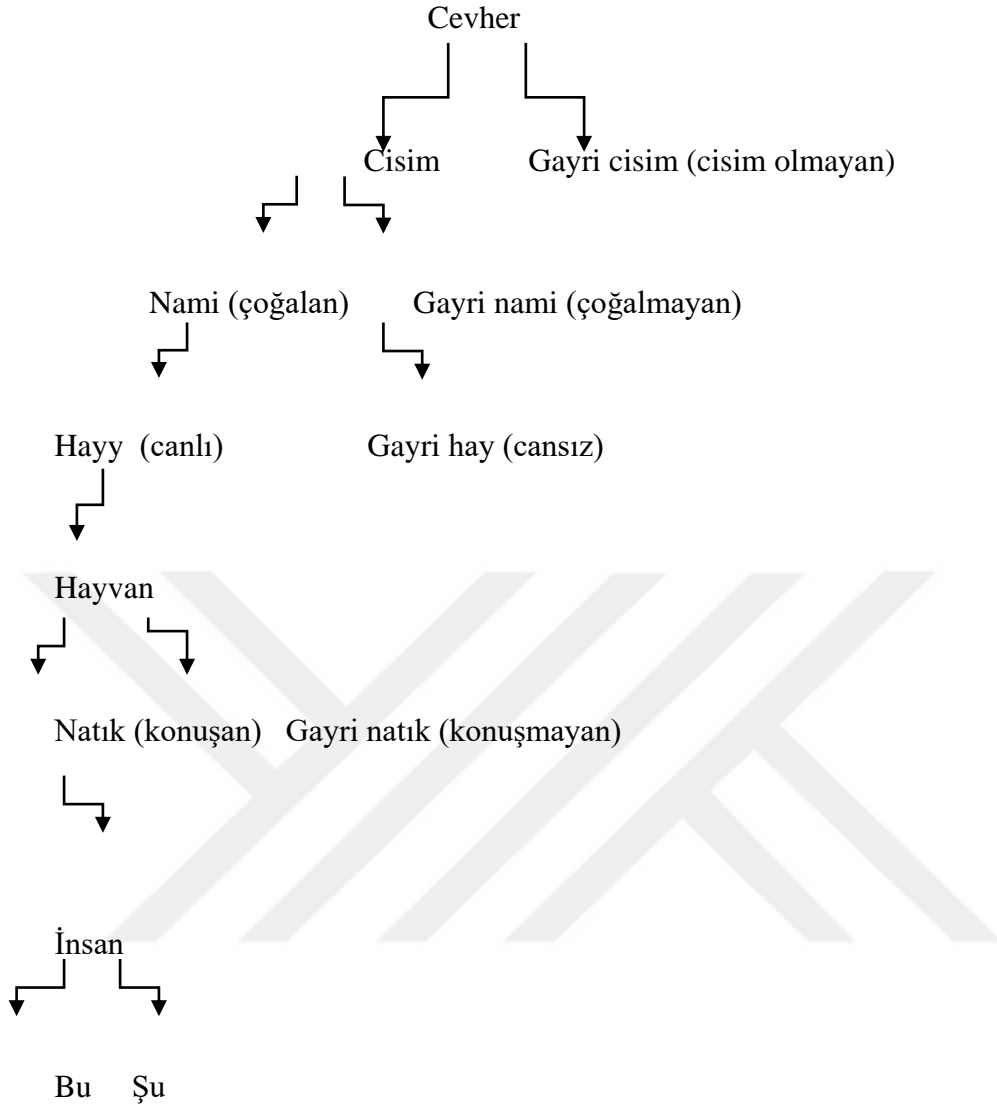 Cevher
Cisim Gayri cisim (cisim olmayan)
Nami (çoğalan) Gayri nami (çoğalmayan)
Hayy (canlı) Gayri hay (cansız)
Hayvan
Natık (konuşan) Gayri natık (konuşmayan)
İnsan
Bu Şu